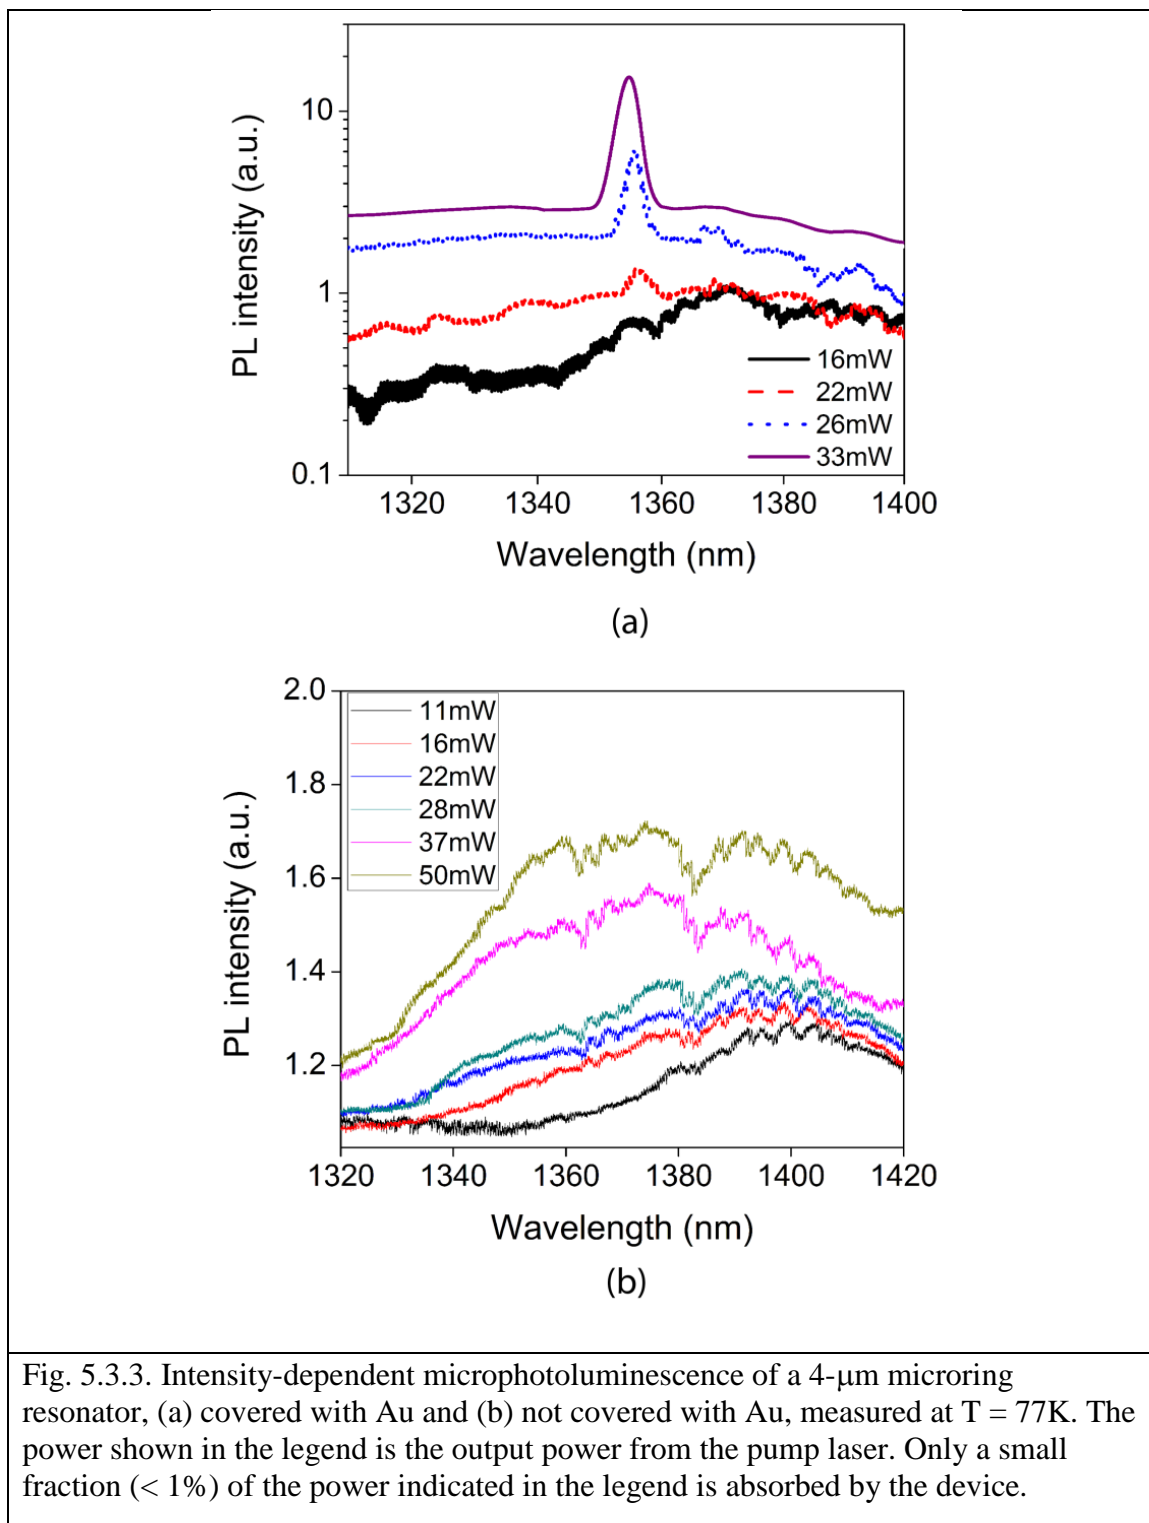 10
1
0.1
PL intensity (a.u.)
16mW
22mW
26mW
33mW
1320 1340 1360 1380 1400
Wavelength (nm)
(a)
2.0
1.8
1.6
1.4
1.2
PL intensity (a.u.)
11mW
16mW
22mW
28mW
37mW
50mW
1320 1340 1360 1380 1400 1420
Wavelength (nm)
(b)
Fig. 5.3.3. Intensity-dependent microphotoluminescence of a 4-μm microring
resonator, (a) covered with Au and (b) not covered with Au, measured at T = 77K. The
power shown in the legend is the output power from the pump laser. Only a small
fraction (< 1%) of the power indicated in the legend is absorbed by the device.